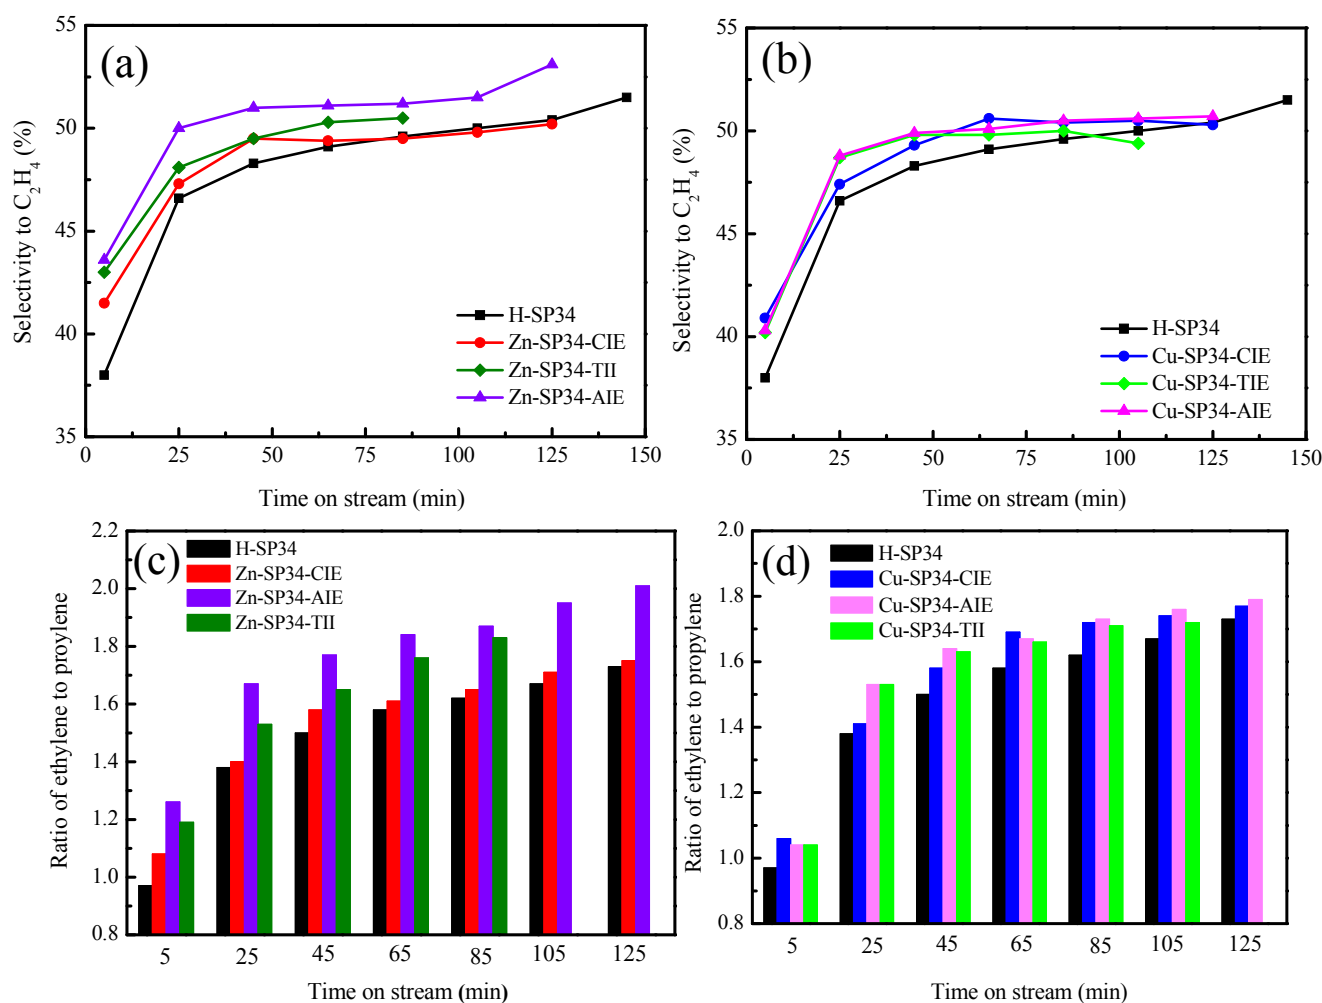 (a)
Selectivity to C₂H₄ (%)
55
50
45
40
35
H-SP34
Zn-SP34-CIE
Zn-SP34-TII
Zn-SP34-AIE
0 25 50 75 100 125 150
Time on stream (min)
(b)
Selectivity to C₂H₄ (%)
55
50
45
40
35
H-SP34
Cu-SP34-CIE
Cu-SP34-TIE
Cu-SP34-AIE
0 25 50 75 100 125 150
Time on stream (min)
(c)
Ratio of ethylene to proylene
2.2
2.0
1.8
1.6
1.4
1.2
1.0
0.8
H-SP34
Zn-SP34-CIE
Zn-SP34-AIE
Zn-SP34-TII
5 25 45 65 85 105 125
Time on stream (min)
(d)
Ratio of ethylene to propylene
2.0
1.8
1.6
1.4
1.2
1.0
0.8
H-SP34
Cu-SP34-CIE
Cu-SP34-AIE
Cu-SP34-TII
5 25 45 65 85 105 125
Time on stream (min)